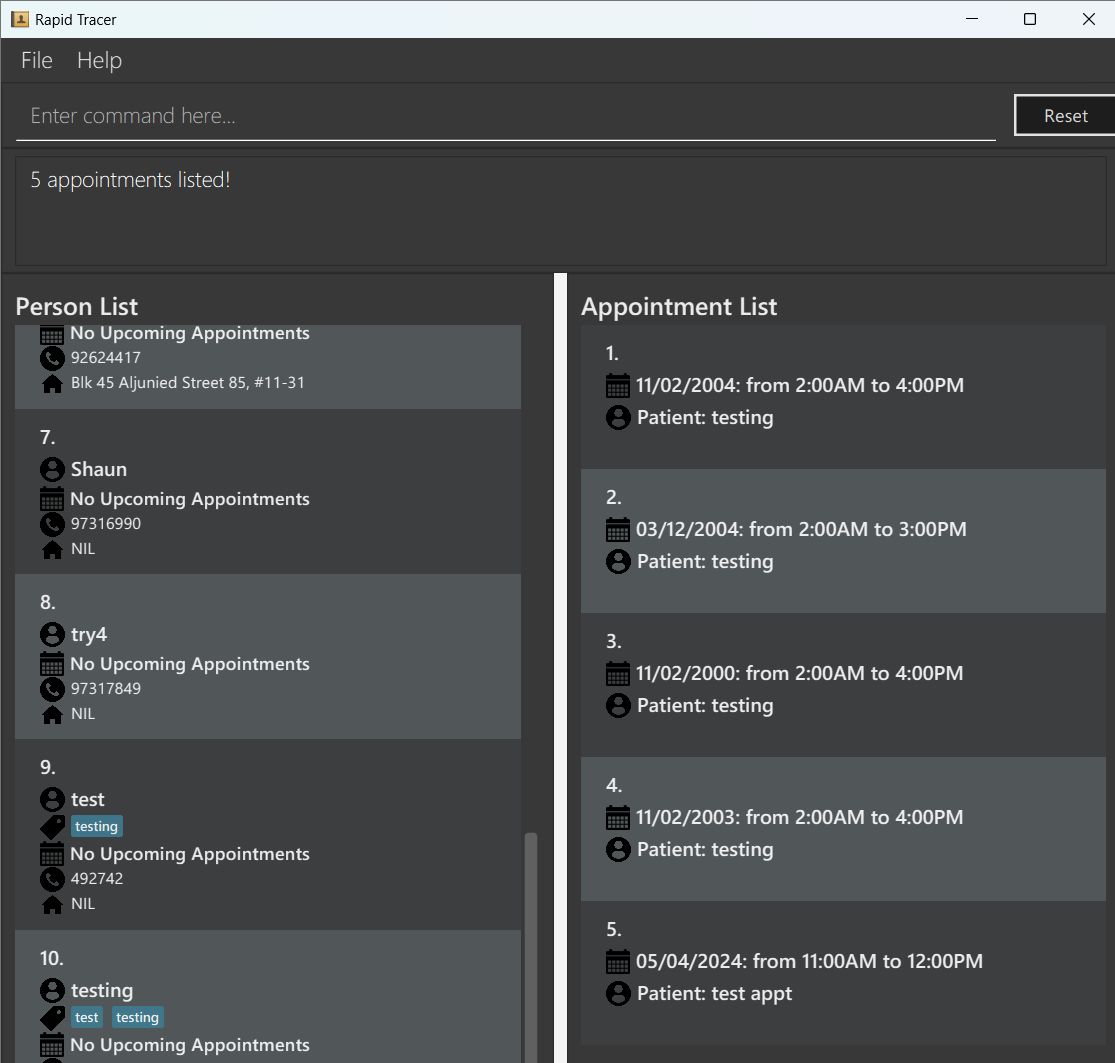 Rapid Tracer
File Help
Enter command here...
Reset
5 appointments listed!
Person List
No Upcoming Appointments
92624417
Blk 45 Aljunied Street 85, #11-31
7.
Shaun
No Upcoming Appointments
97316990
NIL
8.
try4
No Upcoming Appointments
97317849
NIL
9.
test
testing
No Upcoming Appointments
492742
NIL
10.
testing
test testing
No Upcoming Appointments
Appointment List
1.
11/02/2004: from 2:00AM to 4:00PM
Patient: testing
2.
03/12/2004: from 2:00AM to 3:00PM
Patient: testing
3.
11/02/2000: from 2:00AM to 4:00PM
Patient: testing
4.
11/02/2003: from 2:00AM to 4:00PM
Patient: testing
5.
05/04/2024: from 11:00AM to 12:00PM
Patient: test appt